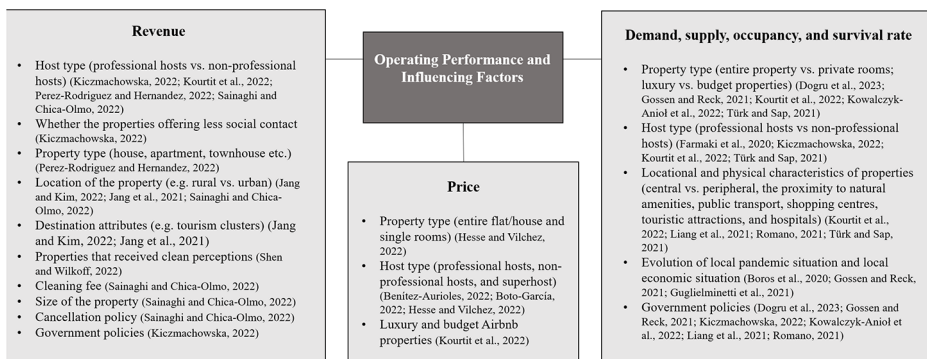 Revenue
• Host type (professional hosts vs. non-professional
hosts) (Kiczmachowska, 2022; Kourtit et al., 2022;
Perez-Rodriguez and Hernandez, 2022; Sainaghi and
Chica-Olmo, 2022)
• Whether the properties offering less social contact
(Kiczmachowska, 2022)
• Property type (house, apartment, townhouse etc.)
(Perez-Rodriguez and Hernandez, 2022)
• Location of the property (e.g. rural vs. urban) (Jang
and Kim, 2022; Jang et al., 2021; Sainaghi and Chica-
Olmo, 2022)
• Destination attributes (e.g. tourism clusters) (Jang
and Kim, 2022; Jang et al., 2021)
• Properties that received clean perceptions (Shen
and Wilkoff, 2022)
• Cleaning fee (Sainaghi and Chica-Olmo, 2022)
• Size of the property (Sainaghi and Chica-Olmo, 2022)
• Cancellation policy (Sainaghi and Chica-Olmo, 2022)
• Government policies (Kiczmachowska, 2022)
Operating Performance and
Influencing Factors
Price
• Property type (entire flat/house and
single rooms) (Hesse and Vilchez,
2022)
• Host type (professional hosts, non-
professional hosts, and superhost)
(Benítez-Aurioles, 2022; Boto-García,
2022; Hesse and Vilchez, 2022)
• Luxury and budget Airbnb
properties (Kourtit et al., 2022)
Demand, supply, occupancy, and survival rate
• Property type (entire property vs. private rooms;
luxury vs. budget properties) (Dogru et al., 2023;
Gossen and Reck, 2021; Kourtit et al., 2022; Kowalczyk-
Anioł et al., 2022; Türk and Sap, 2021)
• Host type (professional hosts vs non-professional
hosts) (Farmaki et al., 2020; Kiczmachowska, 2022;
Kourtit et al., 2022; Türk and Sap, 2021)
• Locational and physical characteristics of properties
(central vs. peripheral, the proximity to natural
amenities, public transport, shopping centres,
touristic attractions, and hospitals) (Kourtit et al.,
2022; Liang et al., 2021; Romano, 2021; Türk and Sap,
2021)
• Evolution of local pandemic situation and local
economic situation (Boros et al., 2020; Gossen and Reck,
2021; Guglielminetti et al., 2021)
• Government policies (Dogru et al., 2023; Gossen and
Reck, 2021; Kiczmachowska, 2022; Kowalczyk-Anioł et
al., 2022; Liang et al., 2021; Romano, 2021)